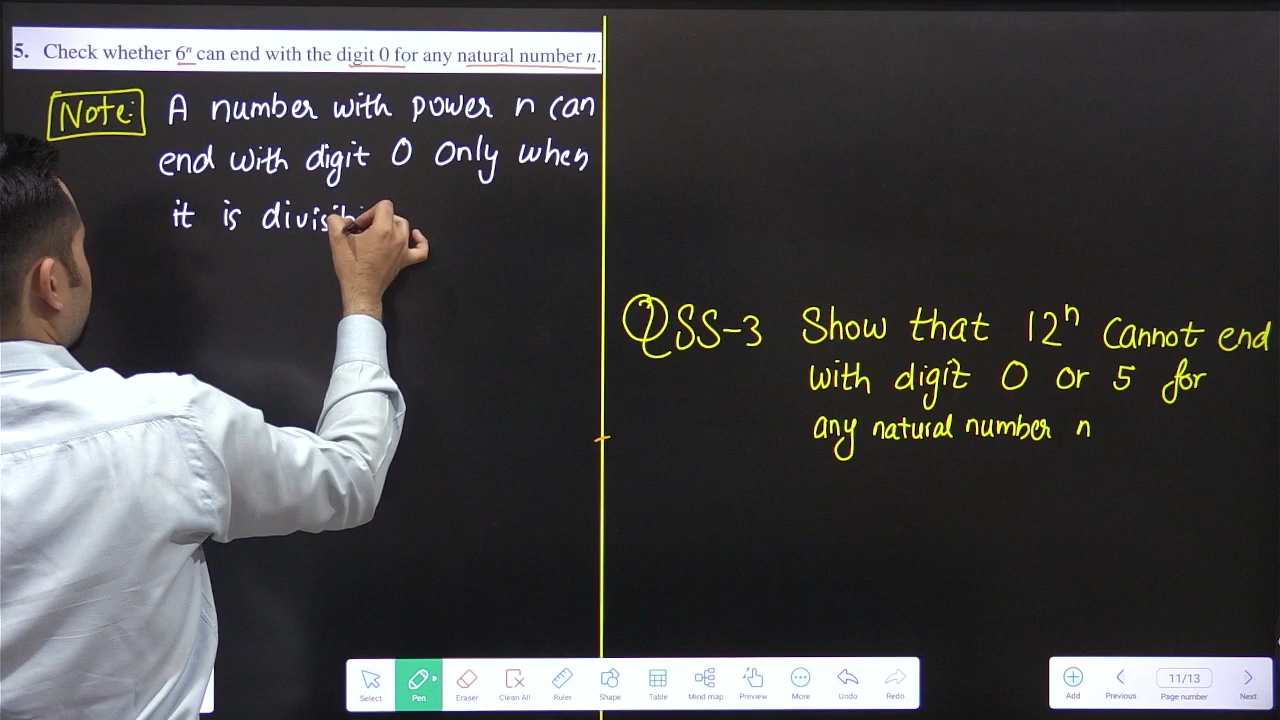 5. Check whether 6ⁿ can end with the digit 0 for any natural number n.
Note: A number with power n can
end with digit 0 only when
it is
QSS-3 Show that 12ⁿ cannot end
with digit 0 or 5 for
any natural number n
Select
Pen
Eraser
Clean All
Ruler
Shape
Table
Mind map
Preview
More
Undo
Redo
Add
Previous
11/13
Page number
Next